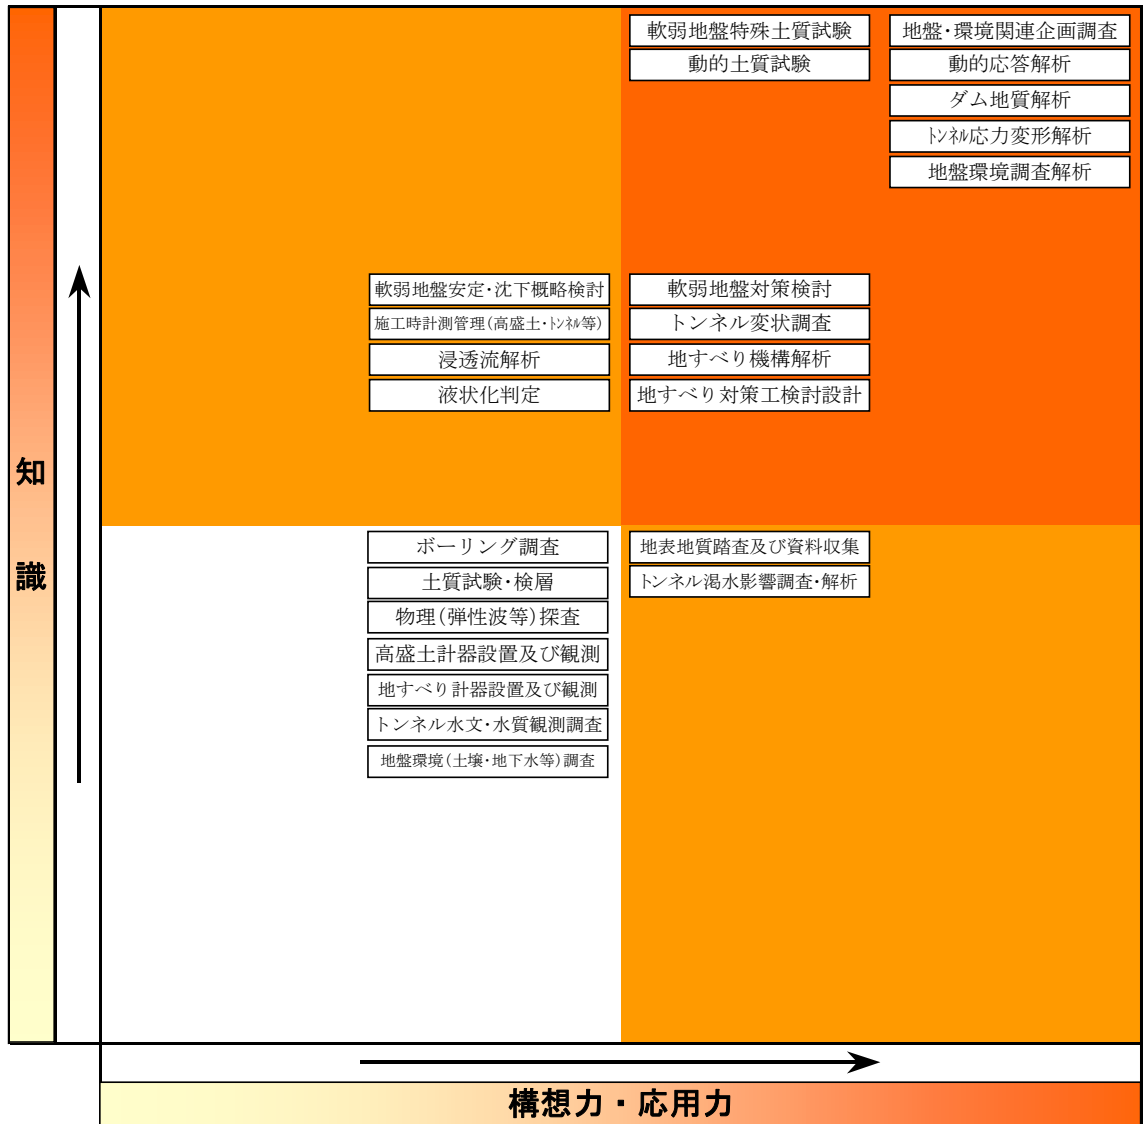 軟弱地盤特殊土質試験
動的土質試験
地盤・環境関連企画調査
動的応答解析
ダム地質解析
ﾄﾝﾈﾙ応力変形解析
地盤環境調査解析
軟弱地盤安定・沈下概略検討
施工時計測管理(高盛土・ﾄﾝﾈﾙ等)
浸透流解析
液状化判定
軟弱地盤対策検討
トンネル変状調査
地すべり機構解析
地すべり対策工検討設計
知
識
ボーリング調査
土質試験・検層
物理(弾性波等)探査
高盛土計器設置及び観測
地すべり計器設置及び観測
トンネル水文・水質観測調査
地盤環境(土壌・地下水等)調査
地表地質踏査及び資料収集
トンネル渇水影響調査・解析
構想力・応用力